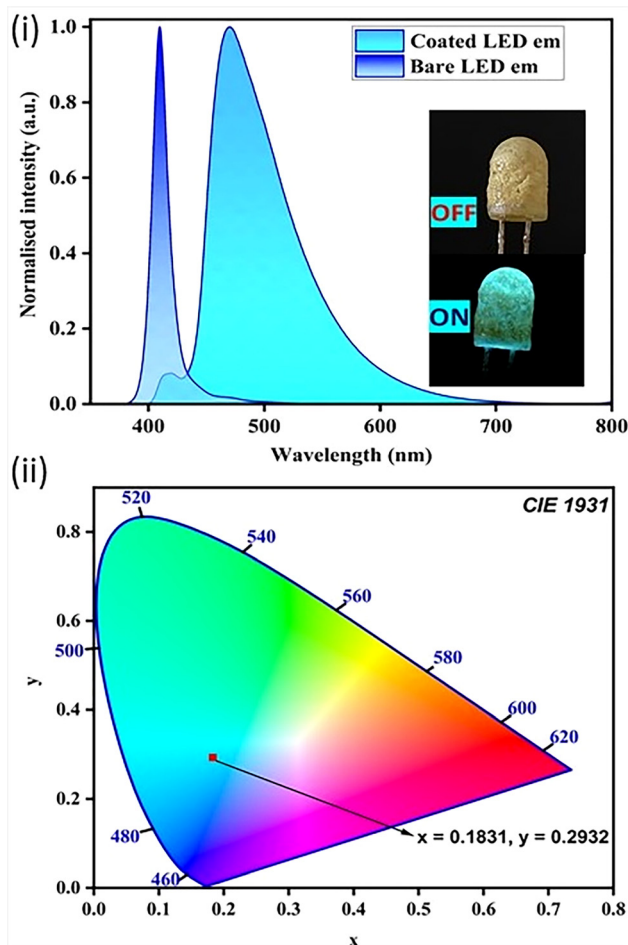 (i)
1.0
0.8
0.6
0.4
0.2
0.0
Normalised intensity (a.u.)
Coated LED em
Bare LED em
OFF
ON
400
500
600
700
800
Wavelength (nm)
(ii)
CIE 1931
520
540
560
580
600
620
500
480
460
x = 0.1831, y = 0.2932
0.8
0.6
0.4
0.2
0.0
y
0.0
0.1
0.2
0.3
0.4
0.5
0.6
0.7
0.8
x